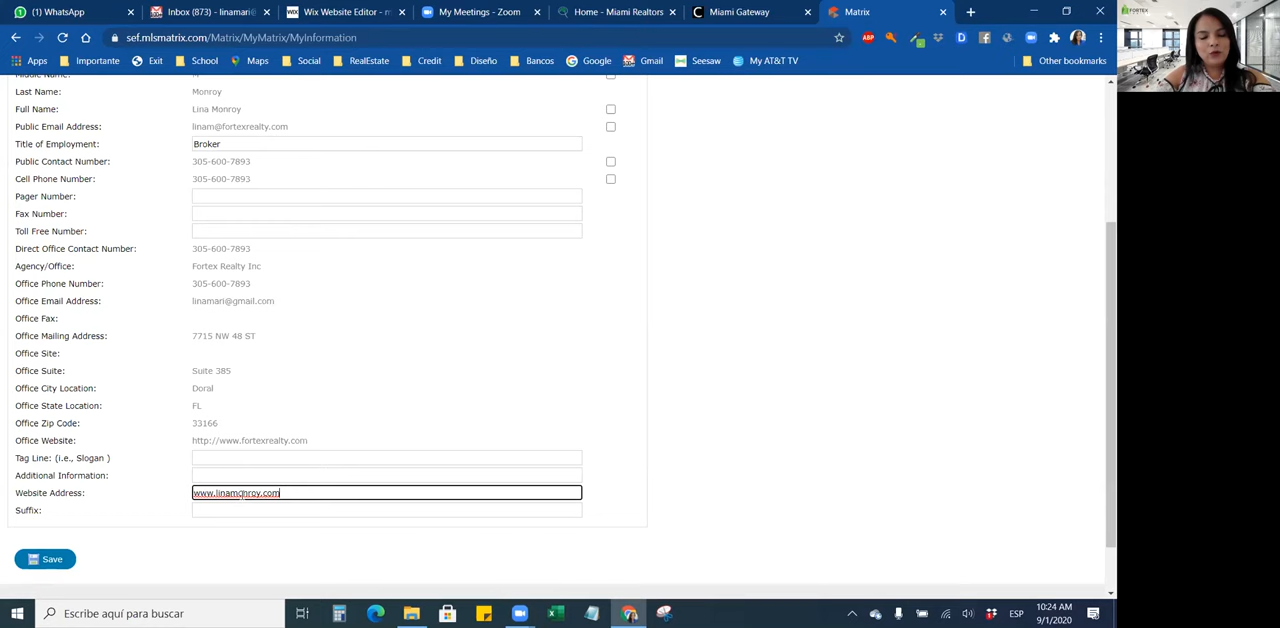 (1) WhatsApp
Inbox (873) - linamari@
Wix Website Editor - m
My Meetings - Zoom
Home - Miami Realtors
Miami Gateway
Matrix
sef.mlsmatrix.com/Matrix/MyMatrix/MyInformation
Apps Importante Exit School Maps Social RealEstate Credit Diseño Bancos Google Gmail Seesaw My AT&T TV Other bookmarks
Middle Name: M
Last Name: Monroy
Full Name: Lina Monroy
Public Email Address: linam@fortexrealty.com
Title of Employment: Broker
Public Contact Number: 305-600-7893
Cell Phone Number: 305-600-7893
Pager Number:
Fax Number:
Toll Free Number:
Direct Office Contact Number: 305-600-7893
Agency/Office: Fortex Realty Inc
Office Phone Number: 305-600-7893
Office Email Address: linamari@gmail.com
Office Fax:
Office Mailing Address: 7715 NW 48 ST
Office Site:
Office Suite: Suite 385
Office City Location: Doral
Office State Location: FL
Office Zip Code: 33166
Office Website: http://www.fortexrealty.com
Tag Line: (i.e., Slogan )
Additional Information:
Website Address: www.linamonroy.com
Suffix:
Save
Escribe aquí para buscar
ESP
10:24 AM
9/1/2020
FORTEX